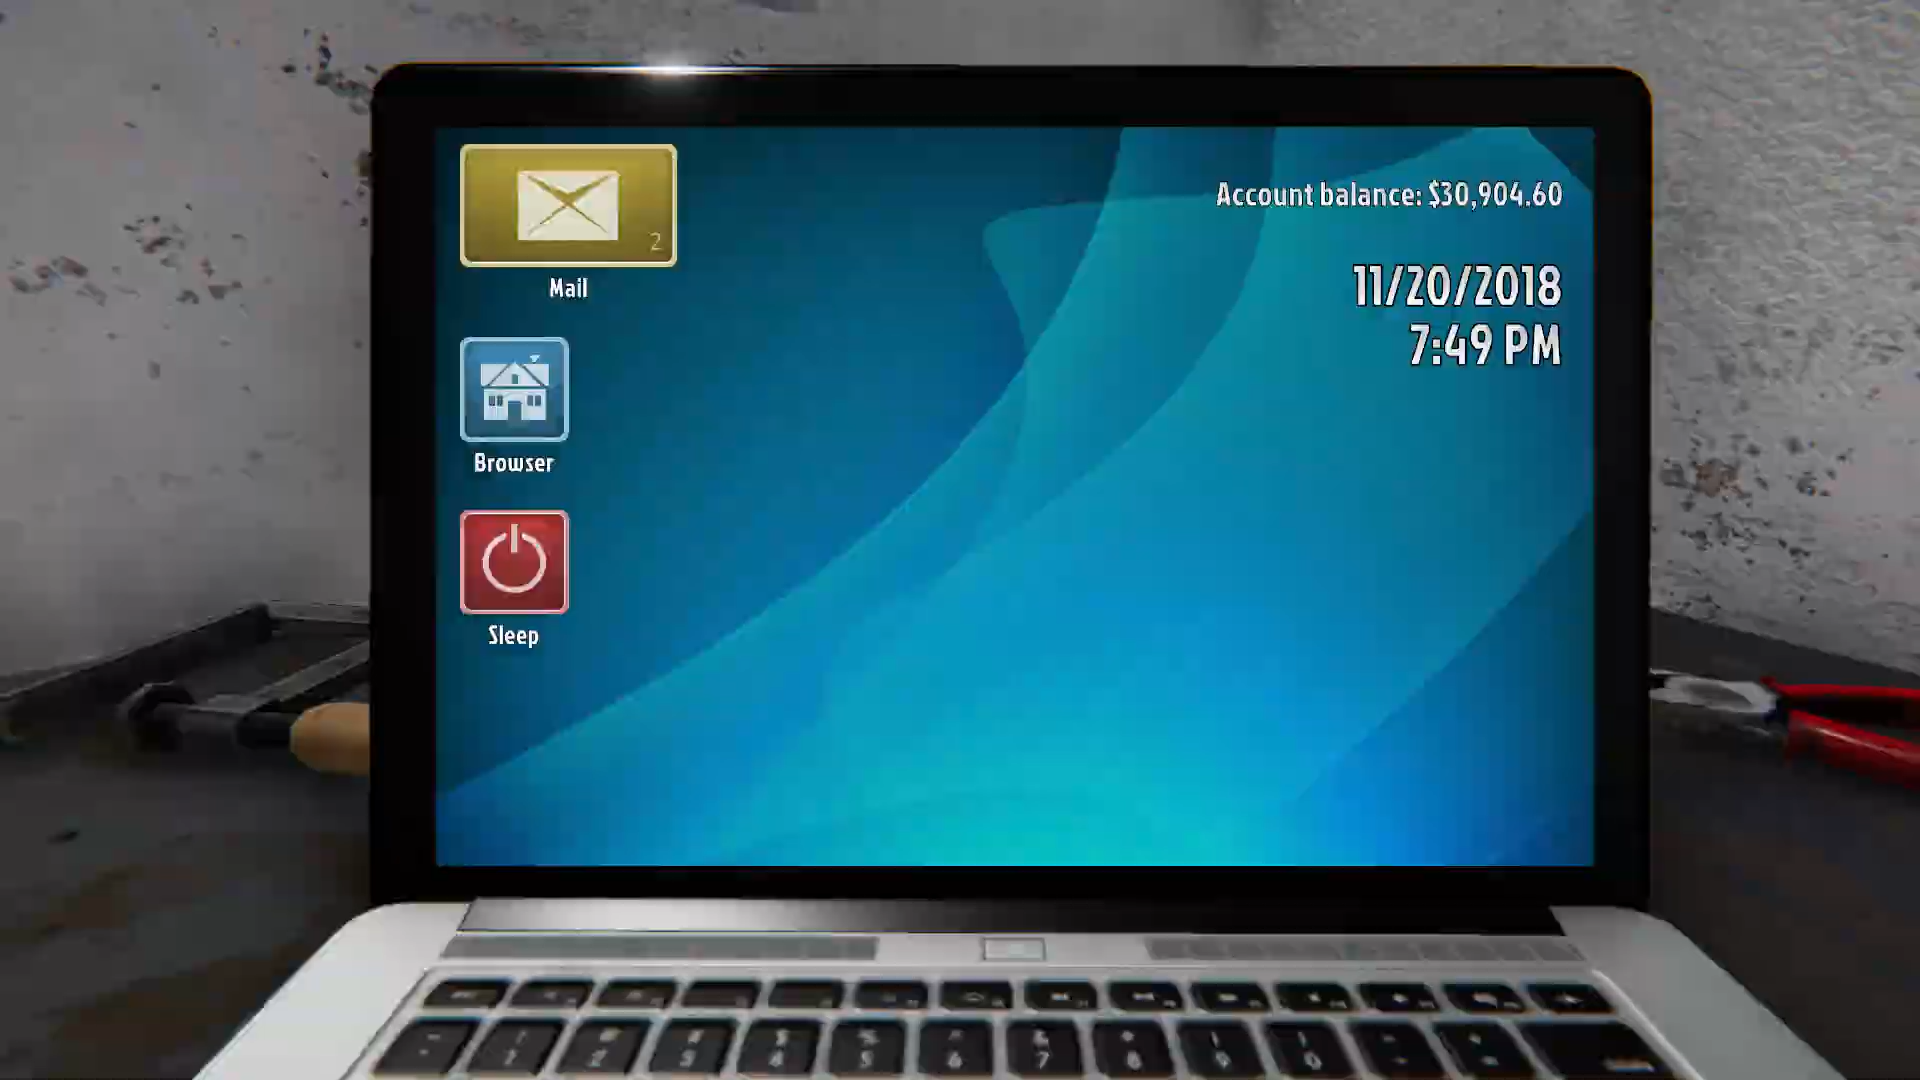 2
Mail
Browser
Sleep
Account balance: $30,904.60
11/20/2018
7:49 PM